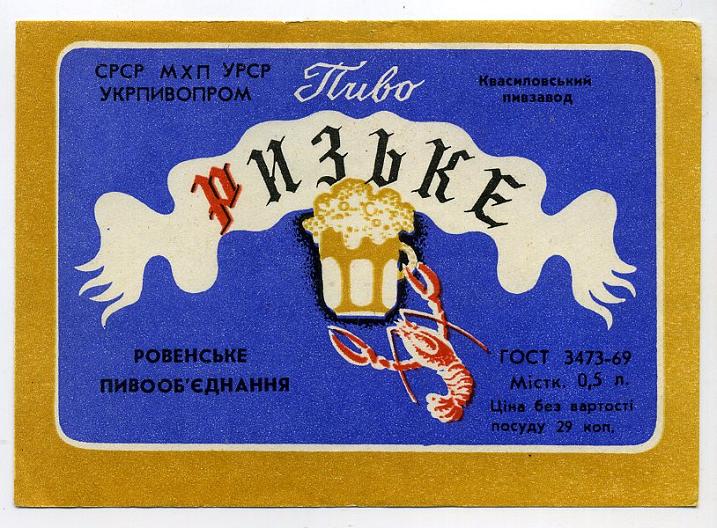 СРСР МХП УРСР
УКРПИВОПРОМ
Пиво
Квасиловський
пивзавод
РИЗЬКЕ
РОВЕНСЬКЕ
ПИВООБ'ЄДНАННЯ
ГОСТ 3473-69
Містк. 0,5 л.
Ціна без вартості
посуду 29 коп.